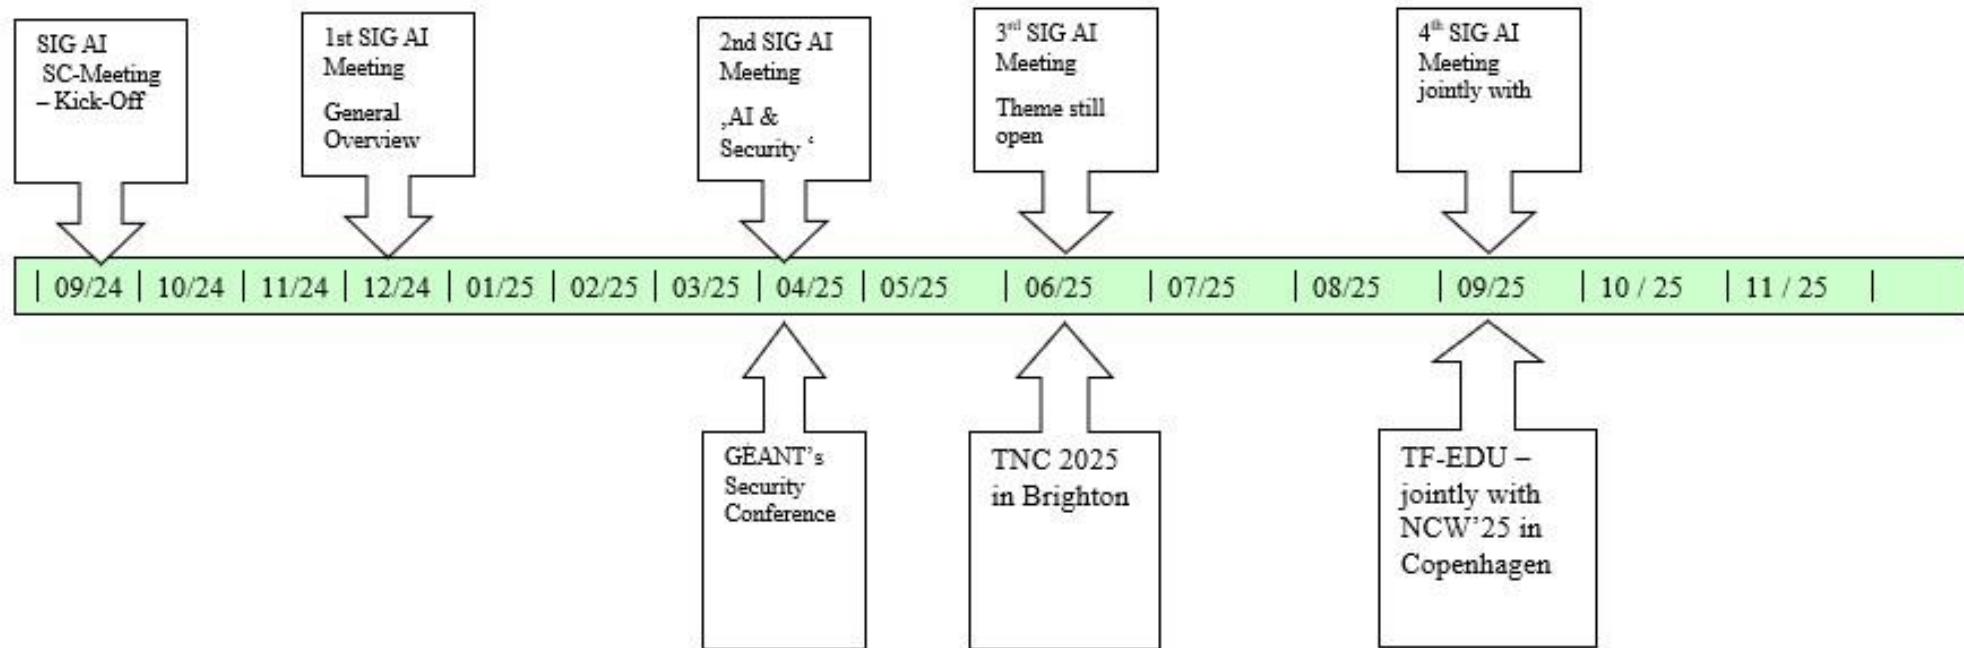 SIG AI
SC-Meeting
– Kick-Off
1st SIG AI
Meeting
General
Overview
2nd SIG AI
Meeting
‚AI &
Security ‘
3rd SIG AI
Meeting
Theme still
open
4th SIG AI
Meeting
jointly with
| 09/24 | 10/24 | 11/24 | 12/24 | 01/25 | 02/25 | 03/25 | 04/25 | 05/25 | 06/25 | 07/25 | 08/25 | 09/25 | 10 / 25 | 11 / 25 |
GÉANT’s
Security
Conference
TNC 2025
in Brighton
TF-EDU –
jointly with
NCW’25 in
Copenhagen